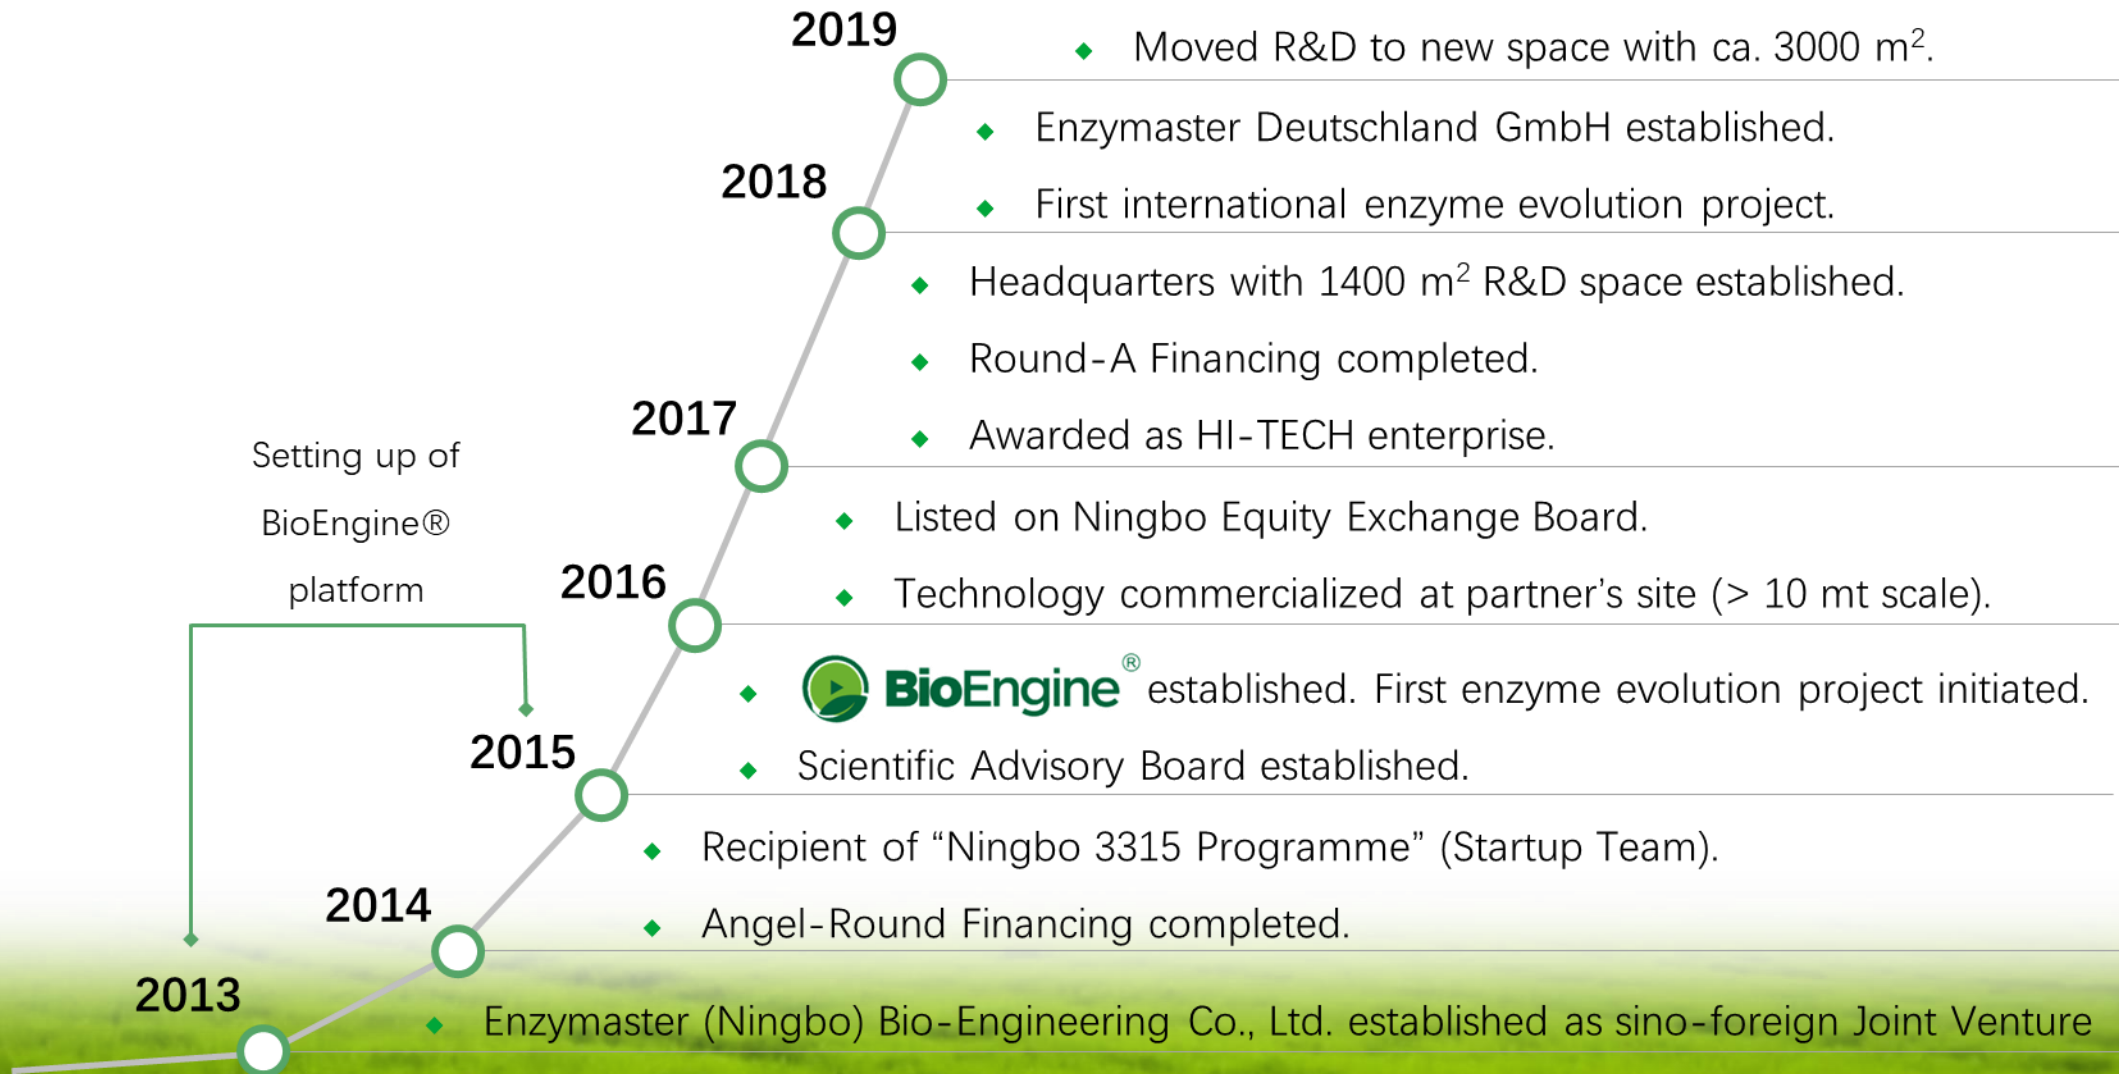 2019
Moved R&D to new space with ca. 3000 m².
Enzymaster Deutschland GmbH established.
2018
First international enzyme evolution project.
Headquarters with 1400 m² R&D space established.
Round-A Financing completed.
2017
Awarded as HI-TECH enterprise.
Setting up of
BioEngine®
platform
Listed on Ningbo Equity Exchange Board.
2016
Technology commercialized at partner’s site (> 10 mt scale).
BioEngine® established. First enzyme evolution project initiated.
2015
Scientific Advisory Board established.
Recipient of “Ningbo 3315 Programme” (Startup Team).
2014
Angel-Round Financing completed.
2013
Enzymaster (Ningbo) Bio-Engineering Co., Ltd. established as sino-foreign Joint Venture